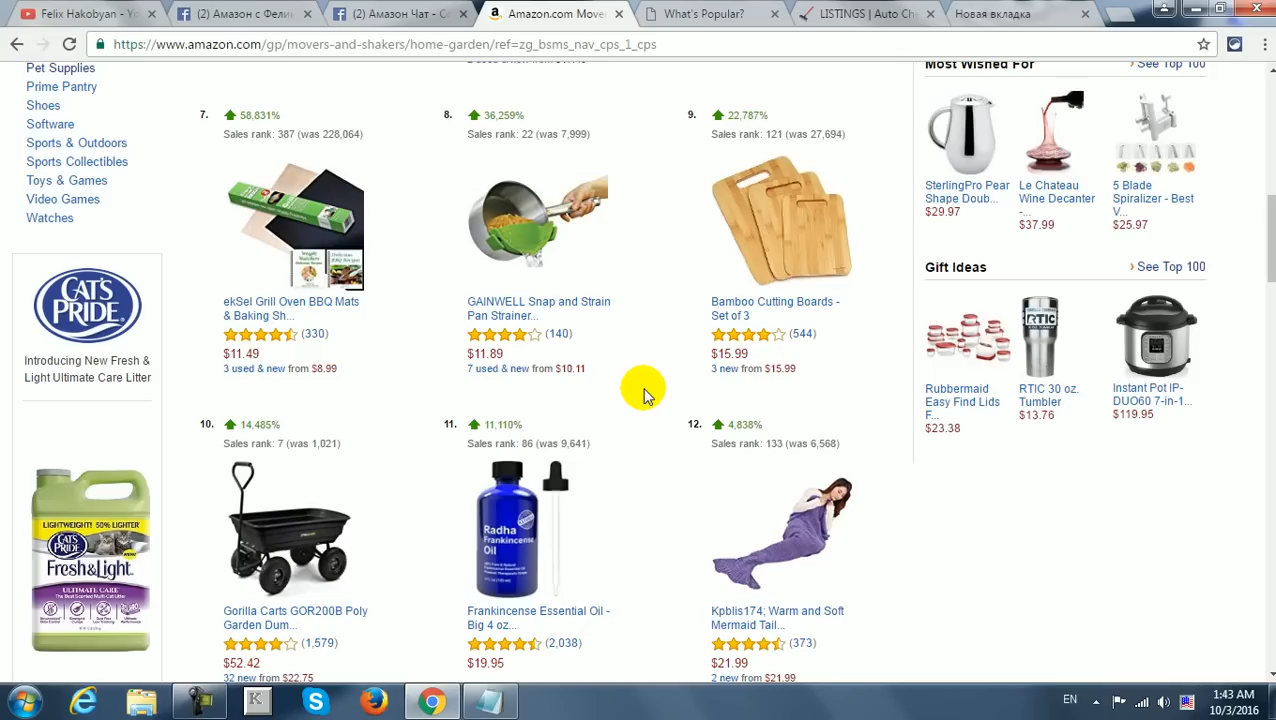 Felix Hakobyan - Yo
(2) Амазон с Фели
(2) Амазон Чат - Co
Amazon.com Move
What's Popular?
LISTINGS | Auto Ch
Новая вкладка
https://www.amazon.com/gp/movers-and-shakers/home-garden/ref=zg_bsms_nav_cps_1_cps
Pet Supplies
Prime Pantry
Shoes
Software
Sports & Outdoors
Sports Collectibles
Toys & Games
Video Games
Watches
CAT'S
PRIDE
Introducing New Fresh &
Light Ultimate Care Litter
LIGHTWEIGHT! 50% LIGHTER
CAT'S
PRIDE
Fresh&Light
ULTIMATE CARE
7. 58,831%
Sales rank: 387 (was 228,064)
ekSel Grill Oven BBQ Mats
& Baking Sh...
(330)
$11.49
3 used & new from $8.99
8. 36,259%
Sales rank: 22 (was 7,999)
GAINWELL Snap and Strain
Pan Strainer...
(140)
$11.89
7 used & new from $10.11
9. 22,787%
Sales rank: 121 (was 27,694)
Bamboo Cutting Boards -
Set of 3
(544)
$15.99
3 new from $15.99
10. 14,485%
Sales rank: 7 (was 1,021)
Gorilla Carts GOR200B Poly
Garden Dum...
(1,579)
$52.42
32 new from $22.75
11. 11,110%
Sales rank: 86 (was 9,641)
Radha
Frankincense
Oil
Frankincense Essential Oil -
Big 4 oz...
(2,038)
$19.95
12. 4,838%
Sales rank: 133 (was 6,568)
Kpblis174; Warm and Soft
Mermaid Tail...
(373)
$21.99
2 new from $21.99
Most Wished For
› See Top 100
SterlingPro Pear
Shape Doub...
$29.97
Le Chateau
Wine Decanter
-...
$37.99
5 Blade
Spiralizer - Best
V...
$25.97
Gift Ideas
› See Top 100
RTIC
Rubbermaid
Easy Find Lids
F...
$23.38
RTIC 30 oz.
Tumbler
$13.76
Instant Pot IP-
DUO60 7-in-1...
$119.95
EN
1:43 AM
10/3/2016